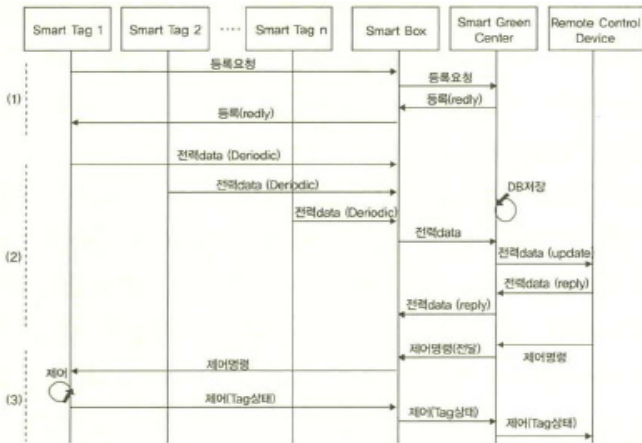 Smart Tag 1
Smart Tag 2
....
Smart Tag n
Smart Box
Smart Green
Center
Remote Control
Device
(1)
등록요청
등록요청
등록(redly)
등록(redly)
(2)
전력data (Deriodic)
전력data (Deriodic)
전력data (Deriodic)
DB저장
전력data
전력data (update)
전력data (reply)
전력data (reply)
(3)
제어명령
제어명령(전달)
제어명령
제어
제어(Tag상태)
제어(Tag상태)
제어(Tag상태)